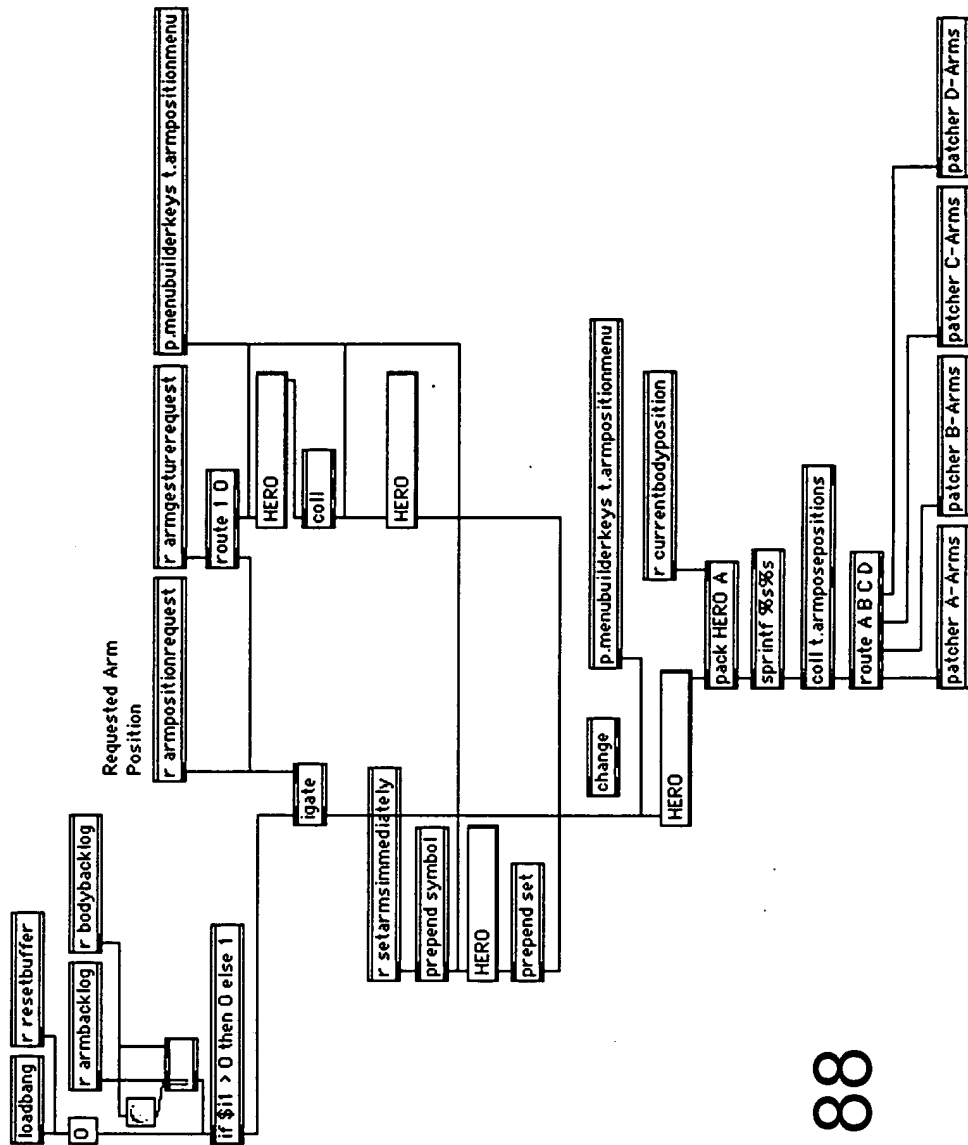 loadbang
r resetbuffer
0
r armbacklog
r bodybacklog
if $i1 > 0 then 0 else 1
Requested Arm
Position
r armpositionrequest
r armgesturerequest
p.menubuilderkeys t.armpositionmenu
route 1 0
igate
HERO
coll
HERO
r setarmsimmediately
prepend symbol
HERO
prepend set
change
p.menubuilderkeys t.armpositionmenu
HERO
r currentbodyposition
pack HERO A
sprintf %s%s
coll t.armposepositions
route A B C D
patcher A-Arms
patcher B-Arms
patcher C-Arms
patcher D-Arms
88